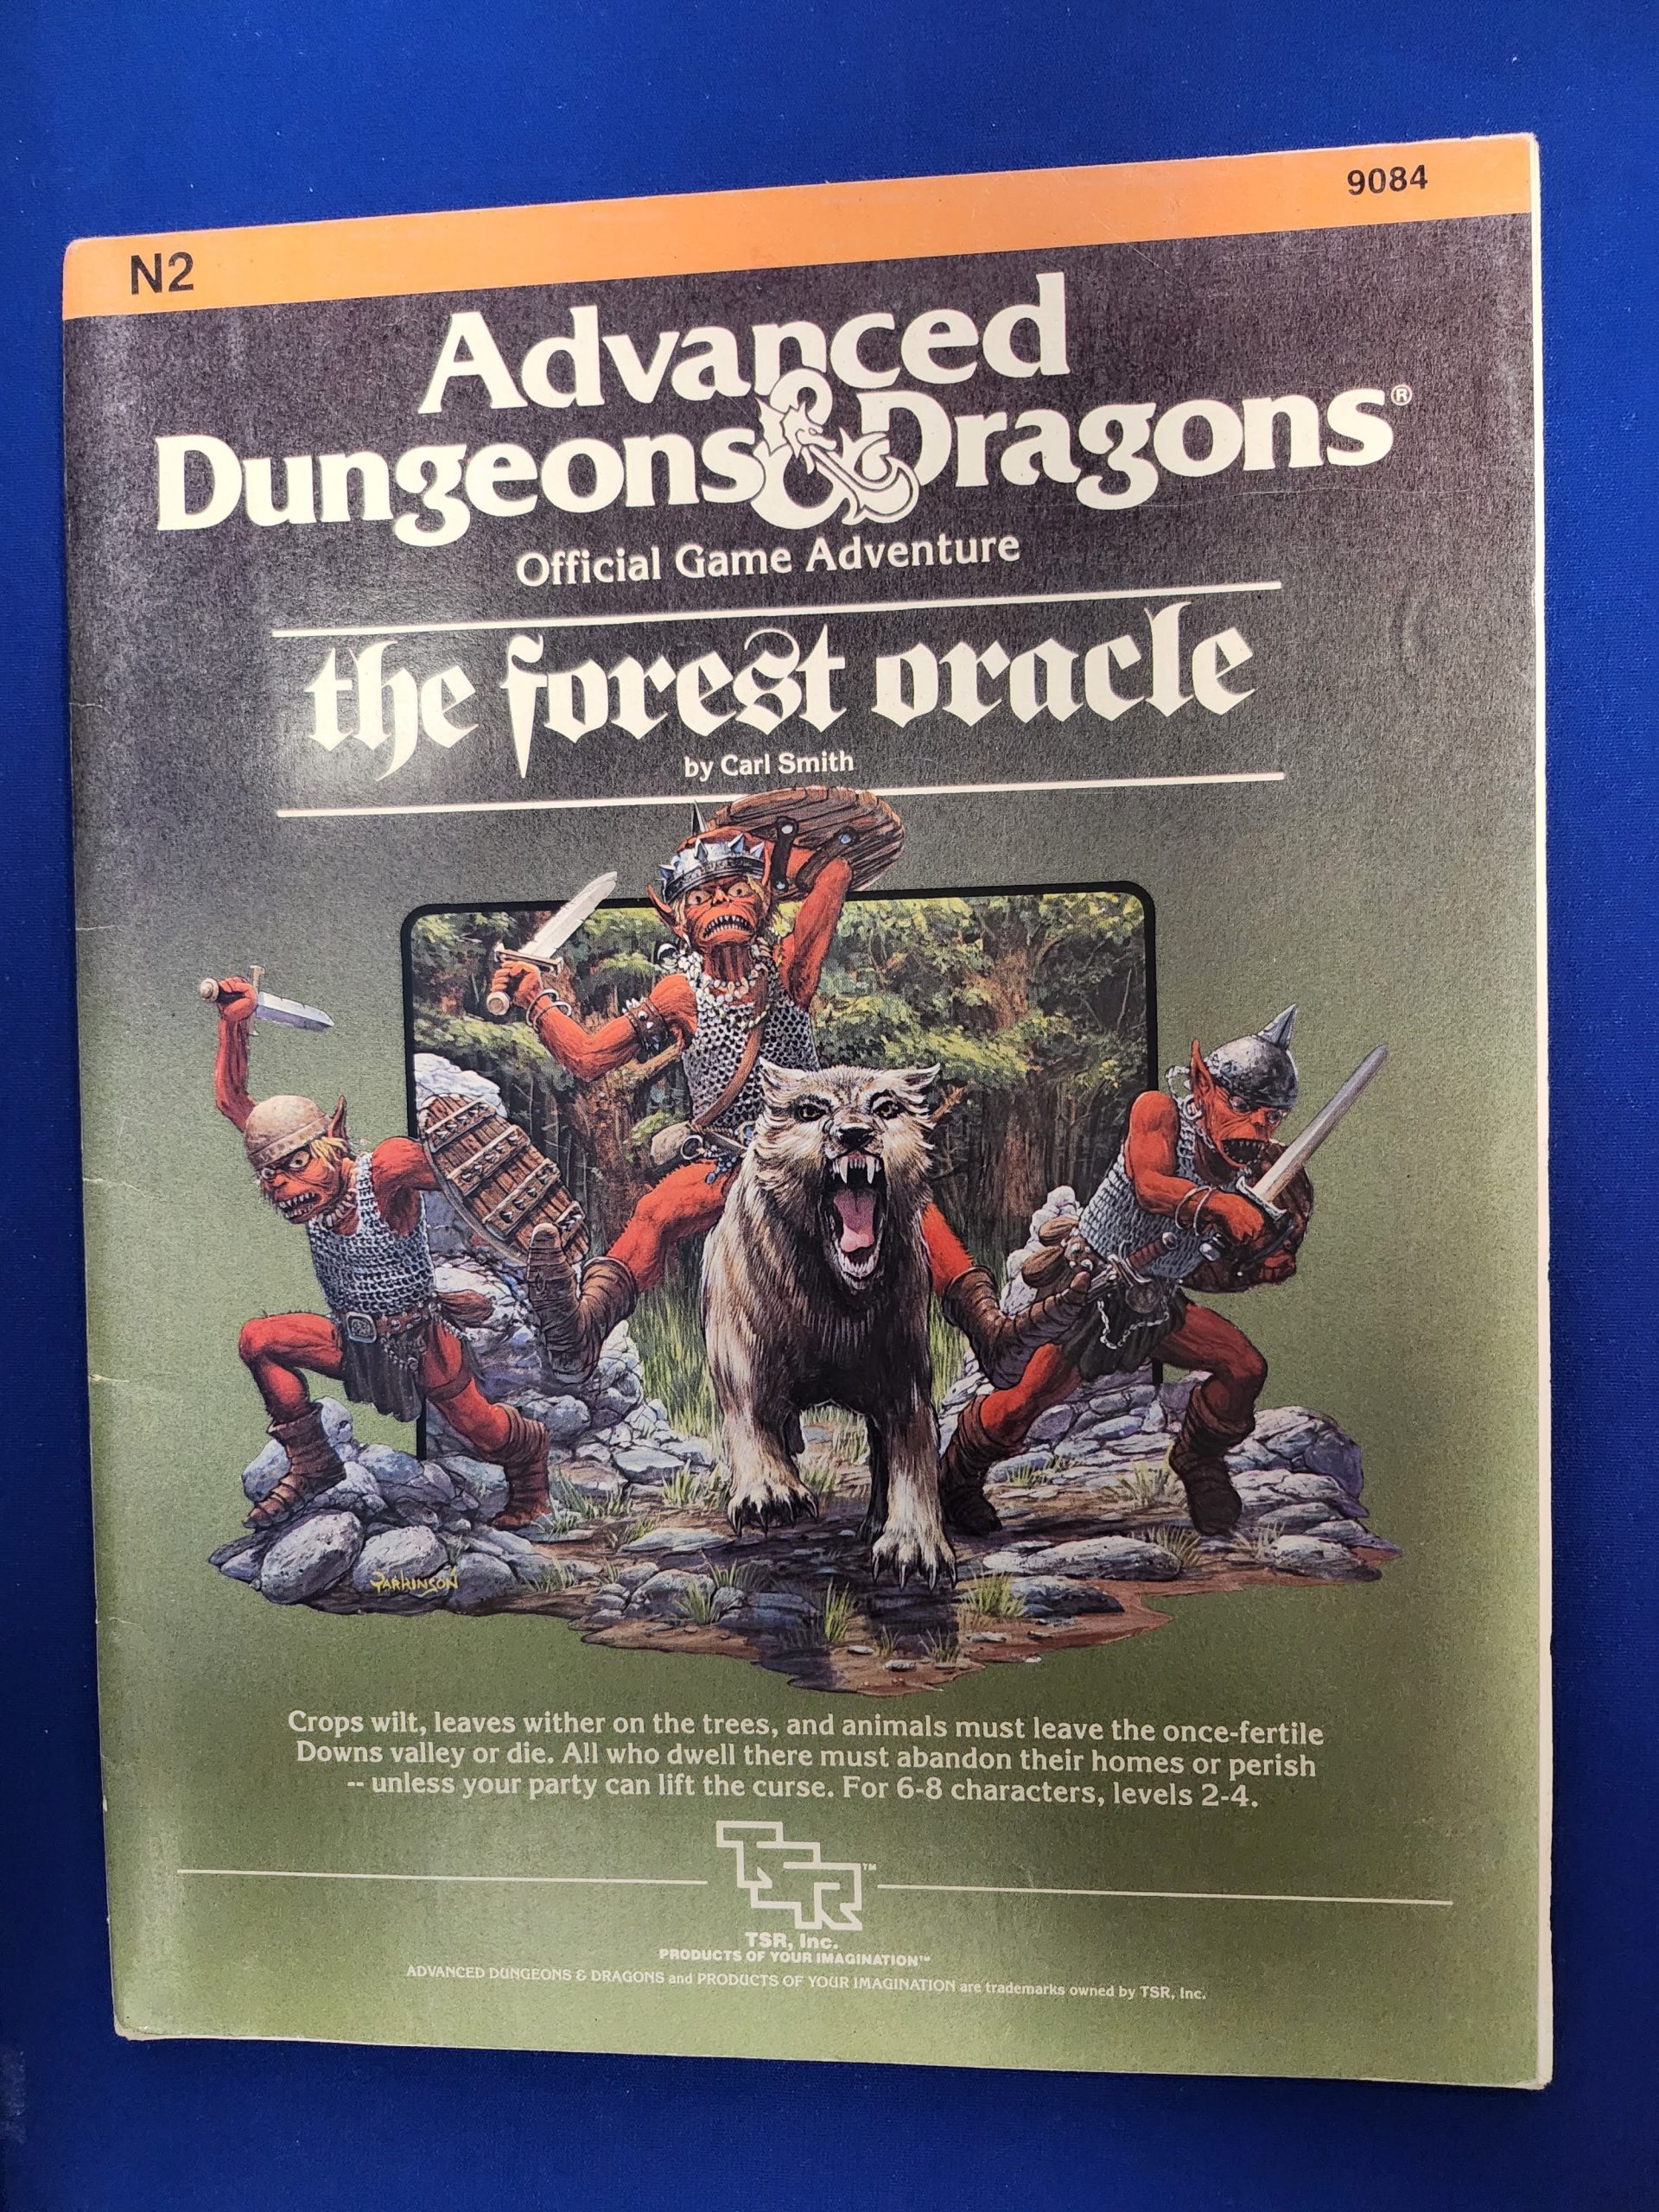 N2
9084
Advanced
Dungeons & Dragons®
Official Game Adventure
the forest oracle
by Carl Smith
PARKINSON
Crops wilt, leaves wither on the trees, and animals must leave the once-fertile
Downs valley or die. All who dwell there must abandon their homes or perish
-- unless your party can lift the curse. For 6-8 characters, levels 2-4.
TSR™
TSR, Inc.
PRODUCTS OF YOUR IMAGINATION™
ADVANCED DUNGEONS & DRAGONS and PRODUCTS OF YOUR IMAGINATION are trademarks owned by TSR, Inc.